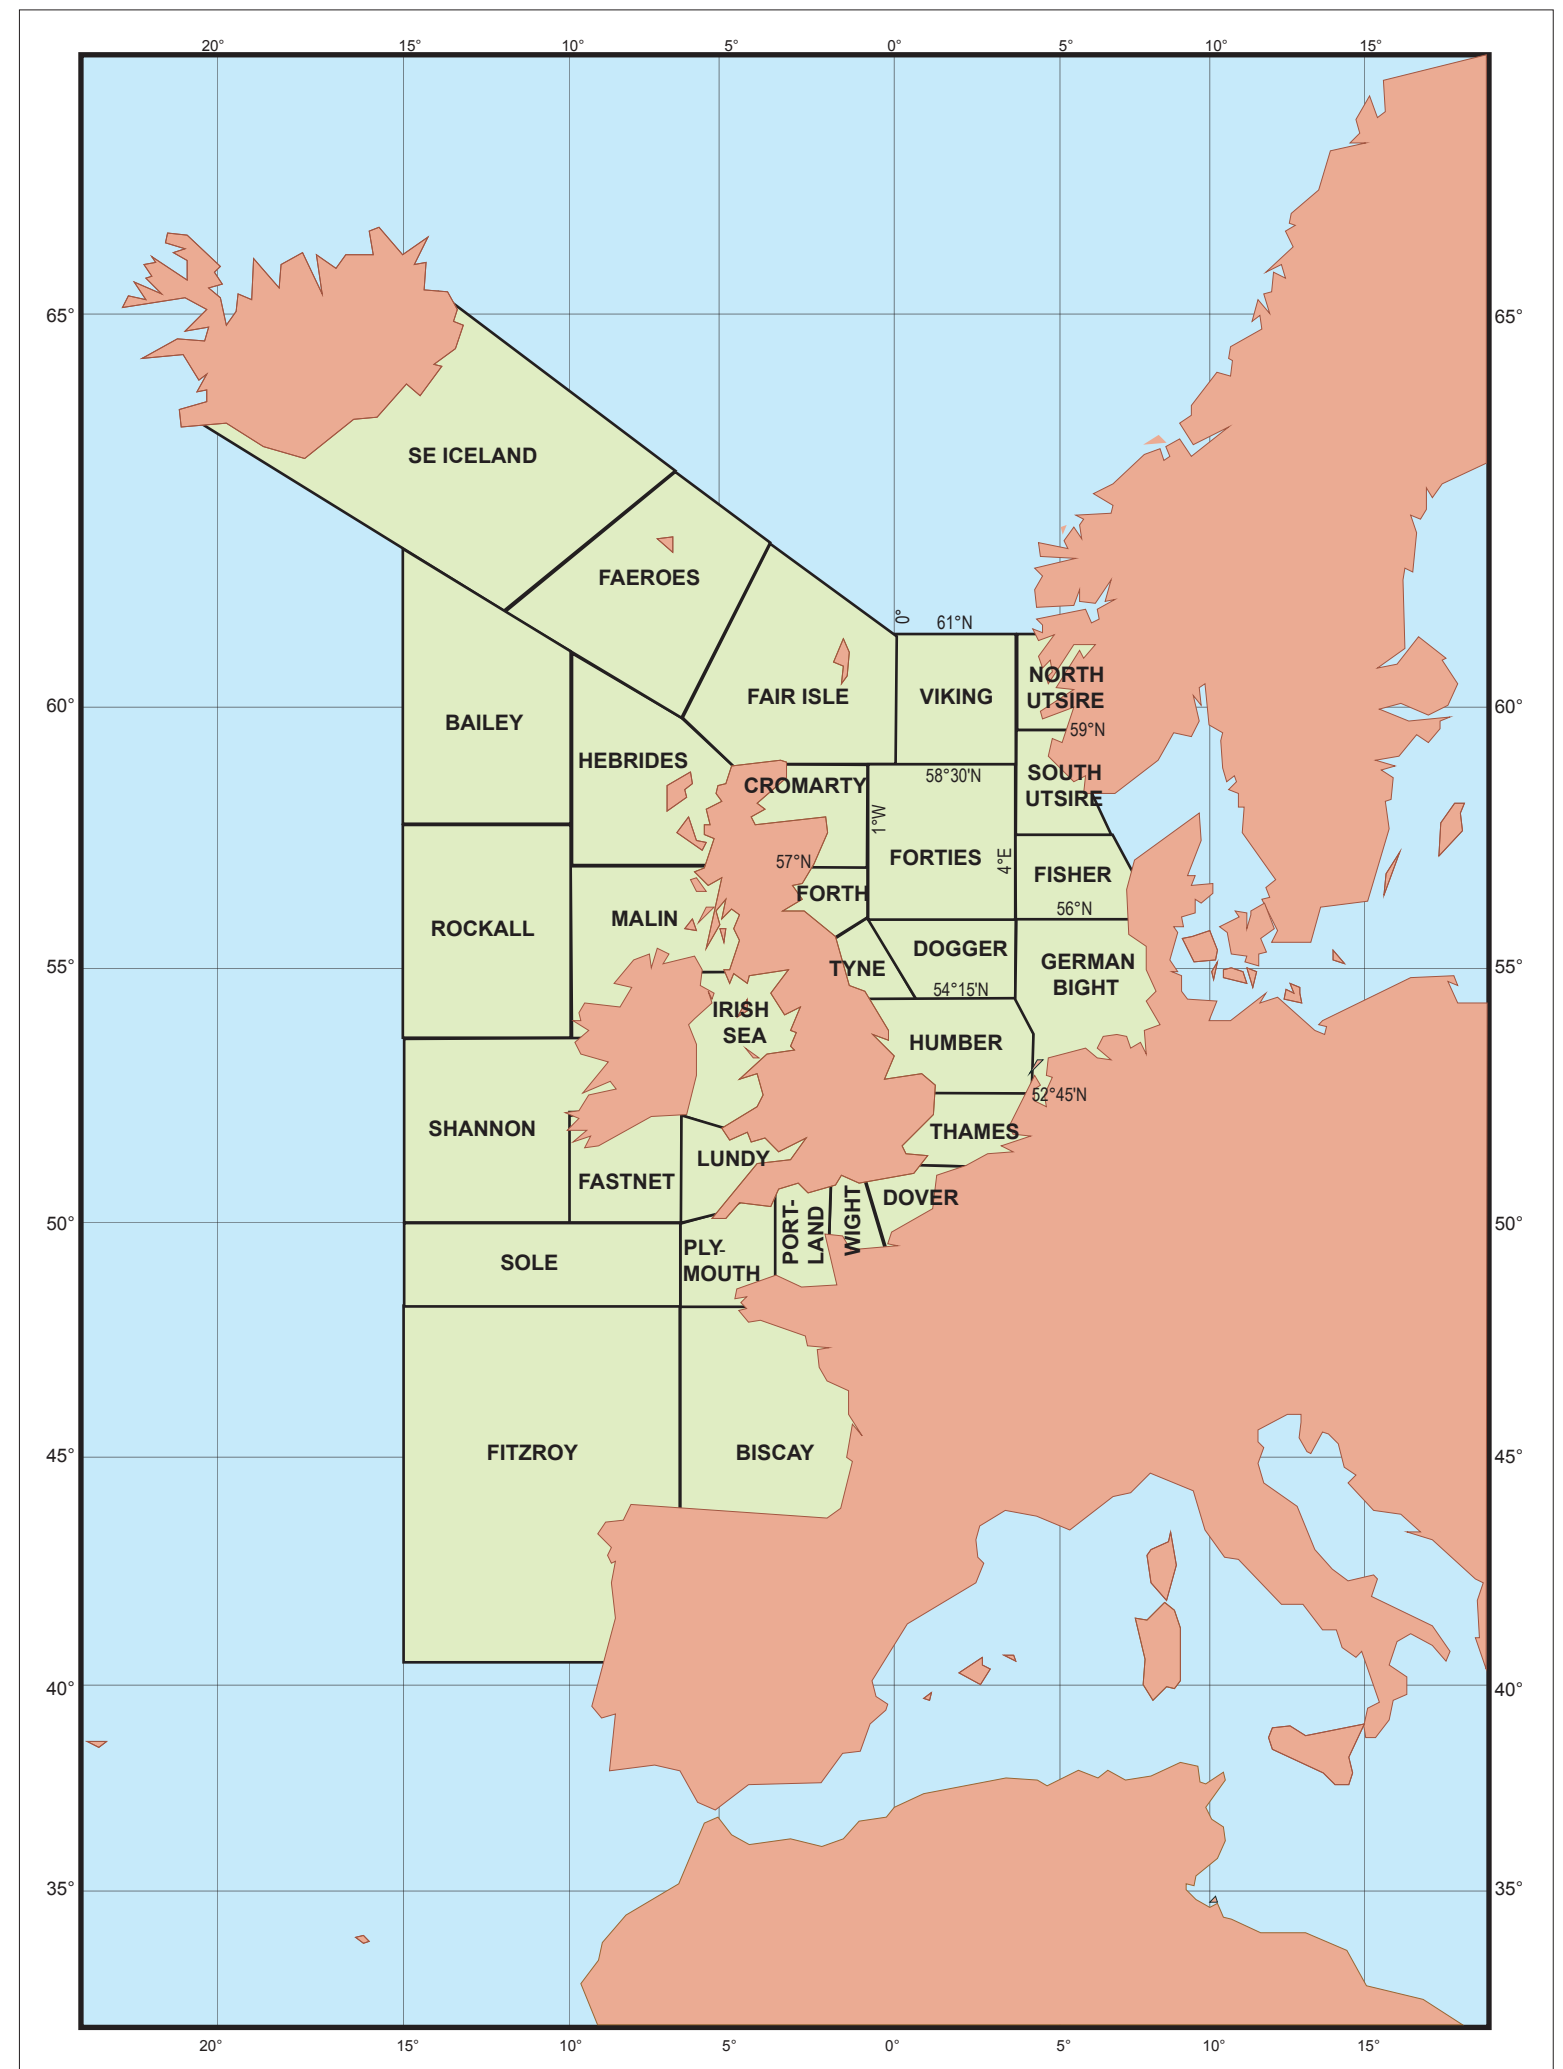 20° 15° 10° 5° 0° 5° 10° 15°
65° 65°
SE ICELAND
FAEROES
0°
61°N
NORTH
UTSIRE
FAIR ISLE
VIKING
60° 60°
BAILEY
59°N
HEBRIDES
SOUTH
UTSIRE
58°30'N
CROMARTY
1°W
FORTIES
4°E
57°N
FISHER
FORTH
56°N
MALIN
ROCKALL
DOGGER
GERMAN
BIGHT
TYNE
55° 55°
54°15'N
IRISH
SEA
HUMBER
52°45'N
SHANNON
THAMES
LUNDY
FASTNET
DOVER
WIGHT
PORT-
LAND
50° 50°
PLY-
MOUTH
SOLE
FITZROY
BISCAY
45° 45°
40° 40°
35° 35°
20° 15° 10° 5° 0° 5° 10° 15°